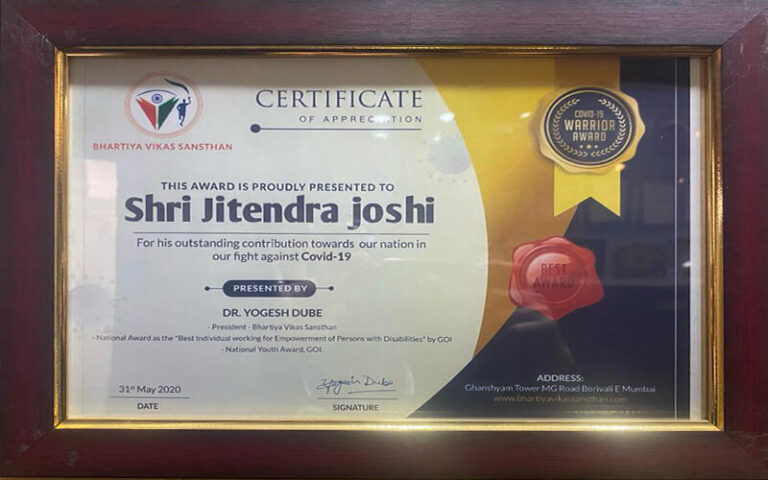 BHARTIYA VIKAS SANSTHAN
CERTIFICATE
OF APPRECIATION
COVID-19
WARRIOR
AWARD
THIS AWARD IS PROUDLY PRESENTED TO
Shri Jitendra joshi
For his outstanding contribution towards our nation in
our fight against Covid-19
BEST
AWARD
PRESENTED BY
DR. YOGESH DUBE
- President - Bhartiya Vikas Sansthan
- National Award as the "Best Individual working for Empowerment of Persons with Disabilities" by GOI
- National Youth Award, GOI.
31st May 2020
DATE
Yogesh Dube
SIGNATURE
ADDRESS:
Ghanshyam Tower MG Road Borivali E Mumbai
www.bhartiyavikassansthan.com